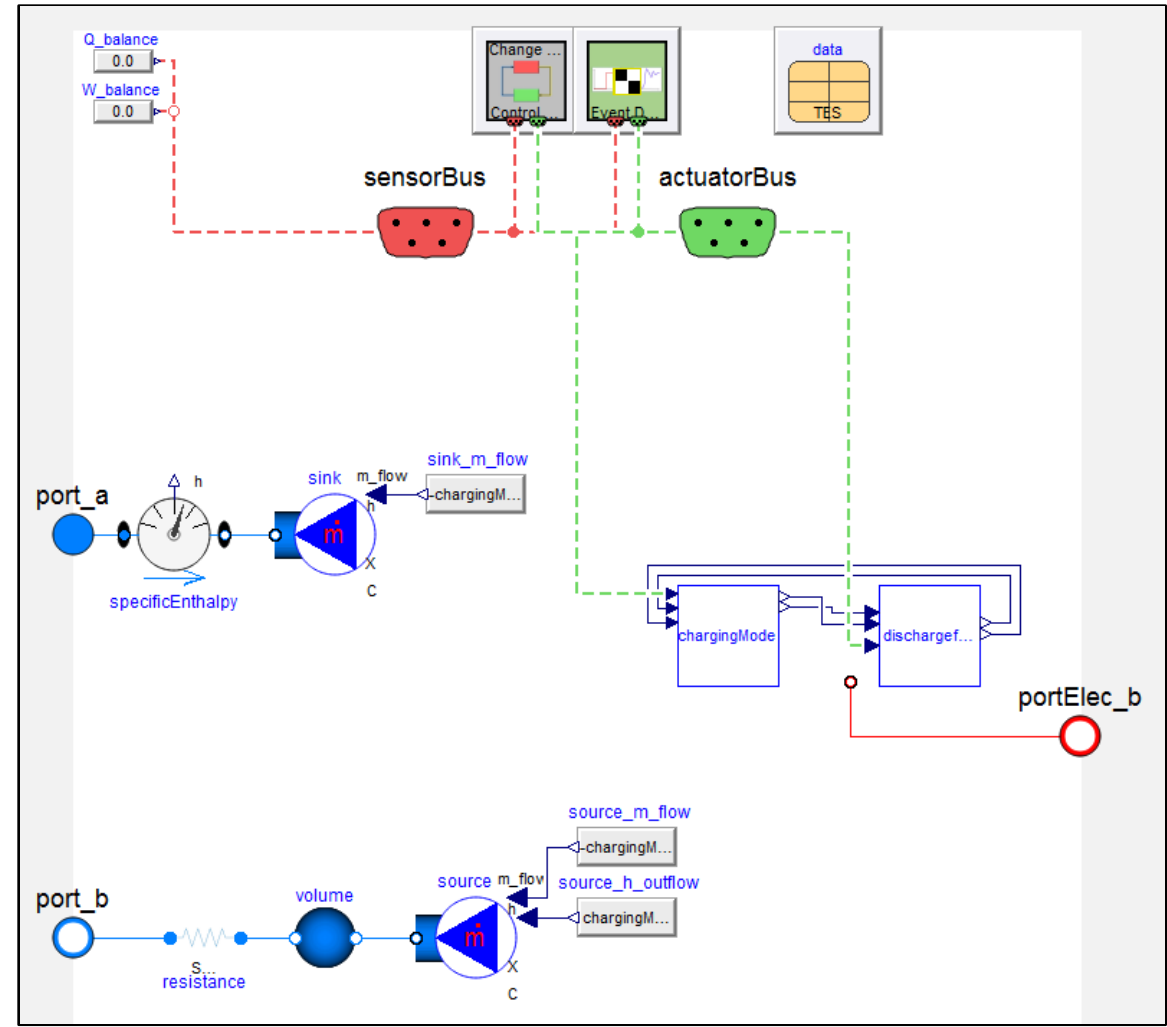 Q_balance
0.0
W_balance
0.0
Change ...
Control ...
Event D...
data
TES
sensorBus
actuatorBus
port_a
h
specificEnthalpy
sink
m_flow
h
X
C
sink_m_flow
-chargingM...
chargingMode
dischargef...
portElec_b
port_b
S...
resistance
volume
source
m_flow
h
X
C
source_m_flow
-chargingM...
source_h_outflow
chargingM...
ṁ
ṁ